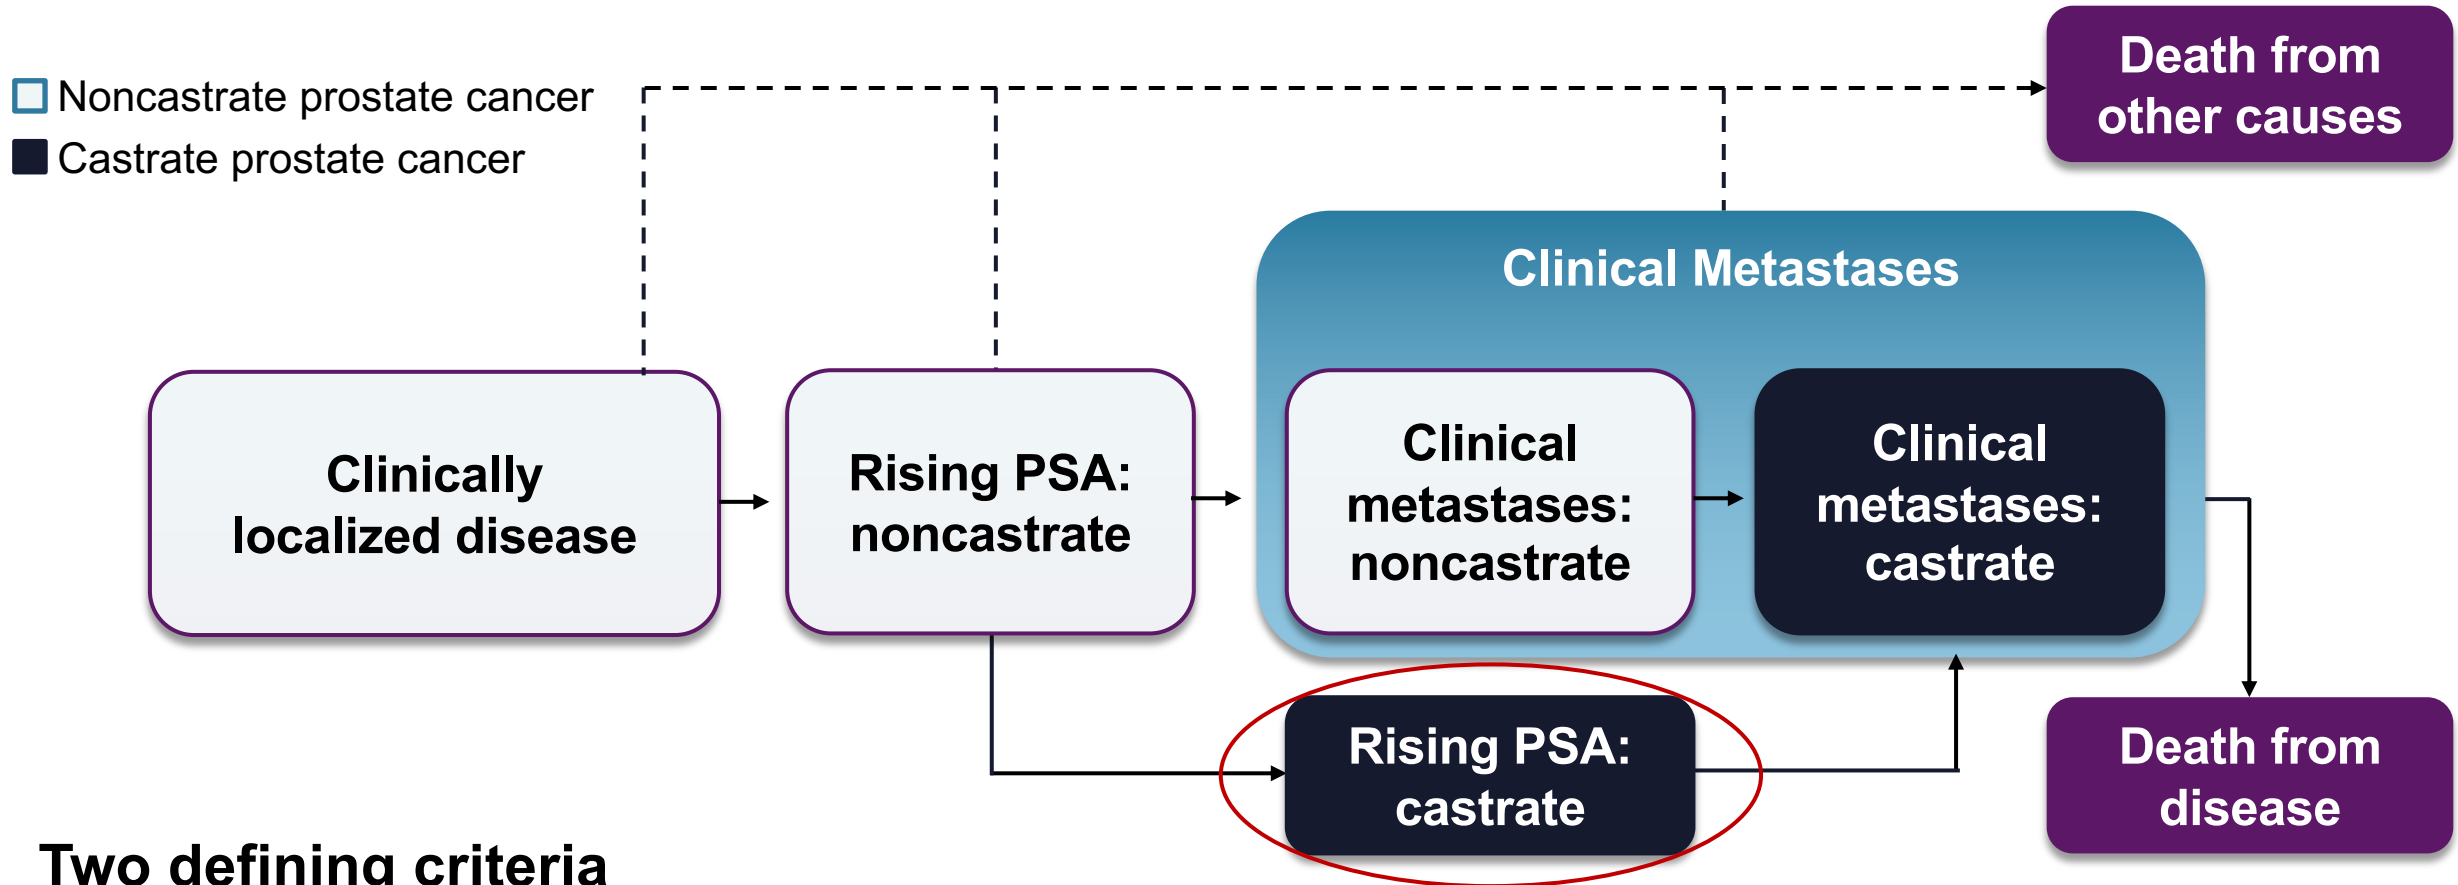 Noncastrate prostate cancer
Castrate prostate cancer
Death from
other causes
Clinical Metastases
Clinically
localized disease
Rising PSA:
noncastrate
Clinical
metastases:
noncastrate
Clinical
metastases:
castrate
Rising PSA:
castrate
Death from
disease
Two defining criteria